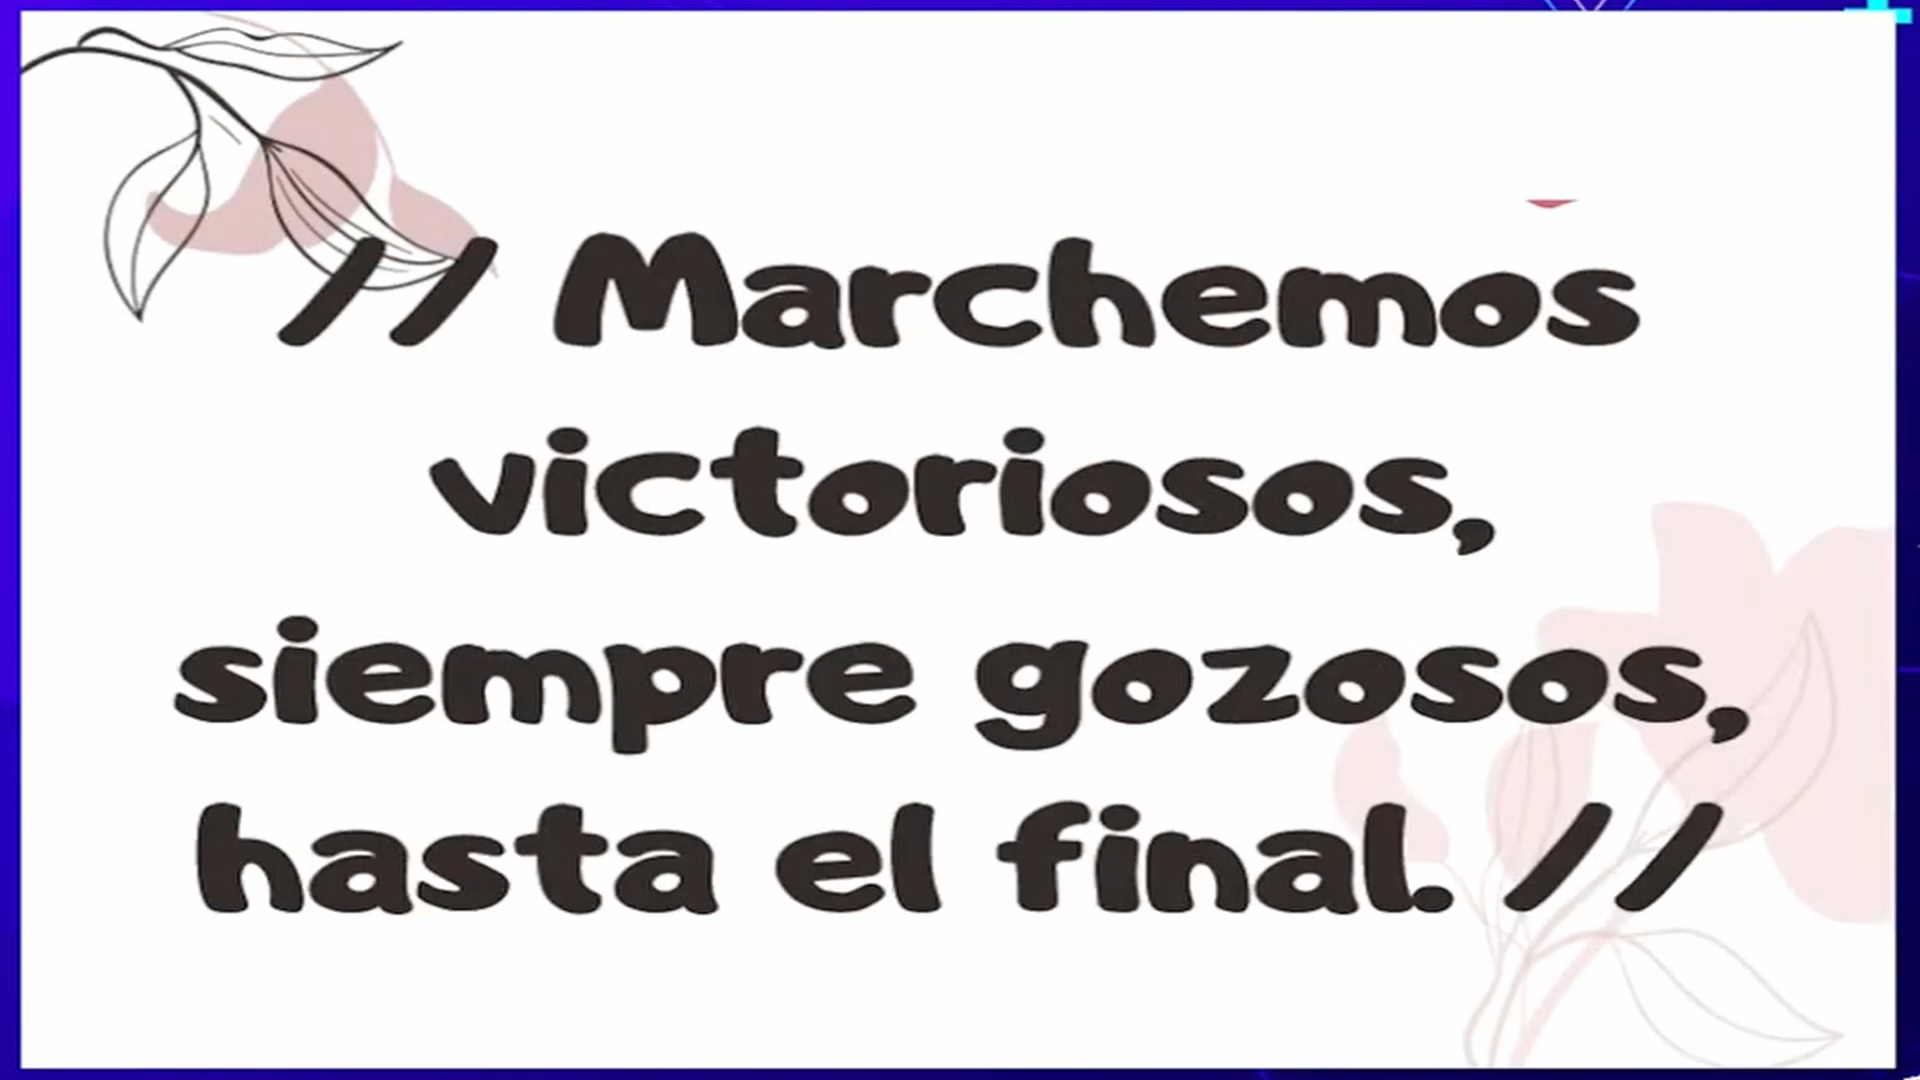 // Marchemos
victoriosos,
siempre gozosos,
hasta el final. //